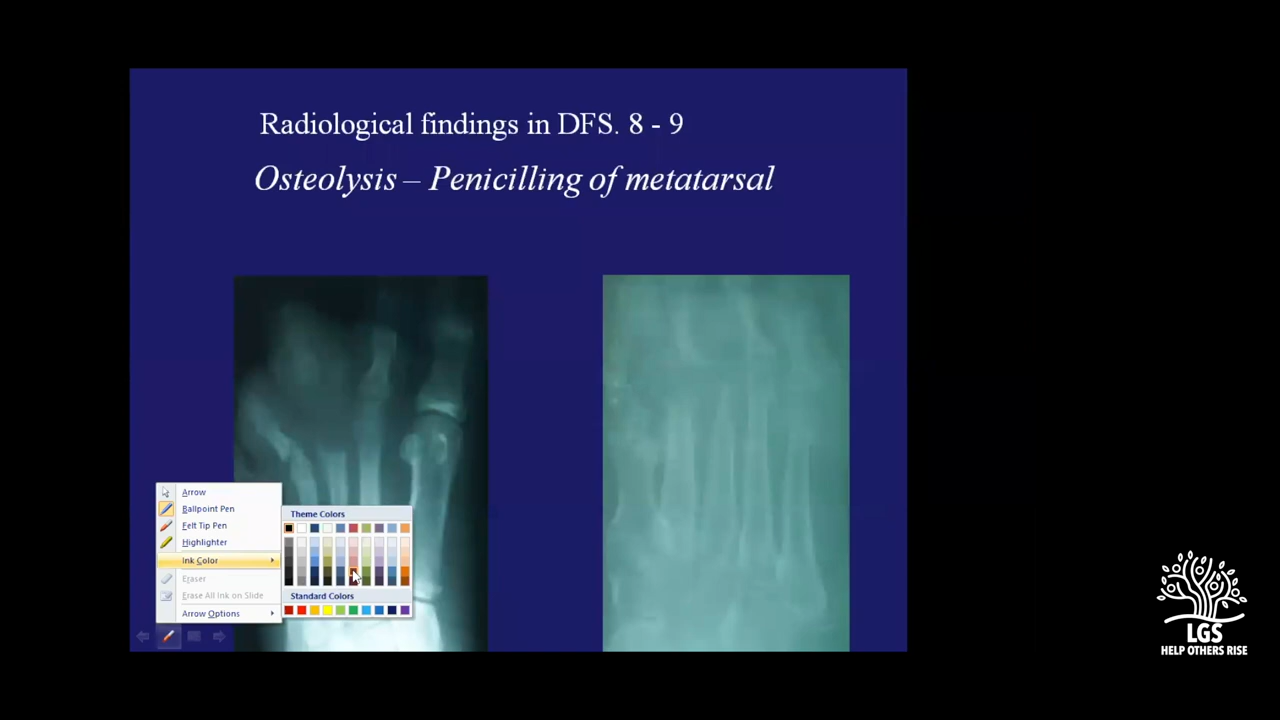 Radiological findings in DFS. 8 - 9
Osteolysis – Penicilling of metatarsal
Arrow
Ballpoint Pen
Felt Tip Pen
Highlighter
Ink Color
Eraser
Erase All Ink on Slide
Arrow Options
Theme Colors
Standard Colors
LGS
HELP OTHERS RISE